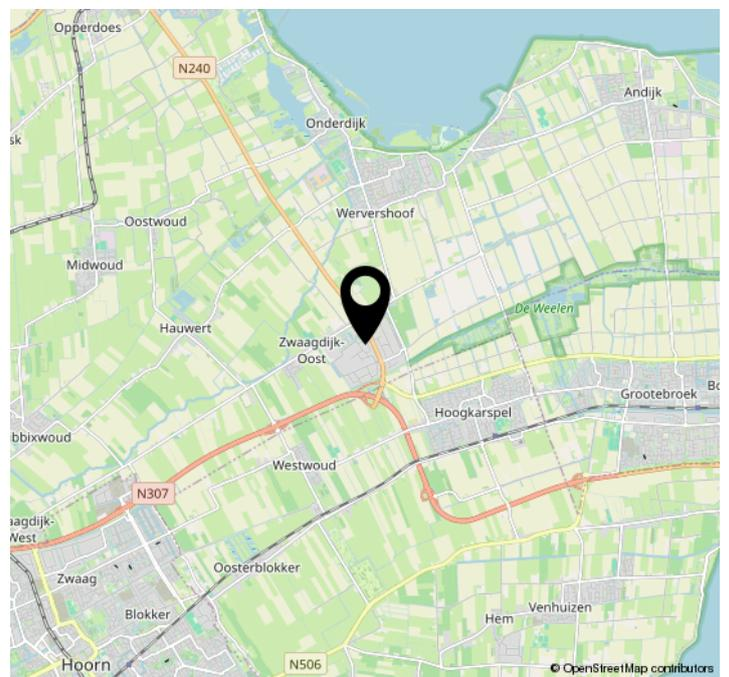 Opperdoes
N240
Andijk
Onderdijk
sk
Wervershoof
Oostwoud
Midwoud
De Weelen
Hauwert
Zwaagdijk-
Oost
Grootebroek
Bo
Hoogkarspel
bbixwoud
Westwoud
N307
aagdijk-
West
Oosterblokker
Zwaag
Venhuizen
Blokker
Hem
Hoorn
N506
© OpenStreetMap contributors